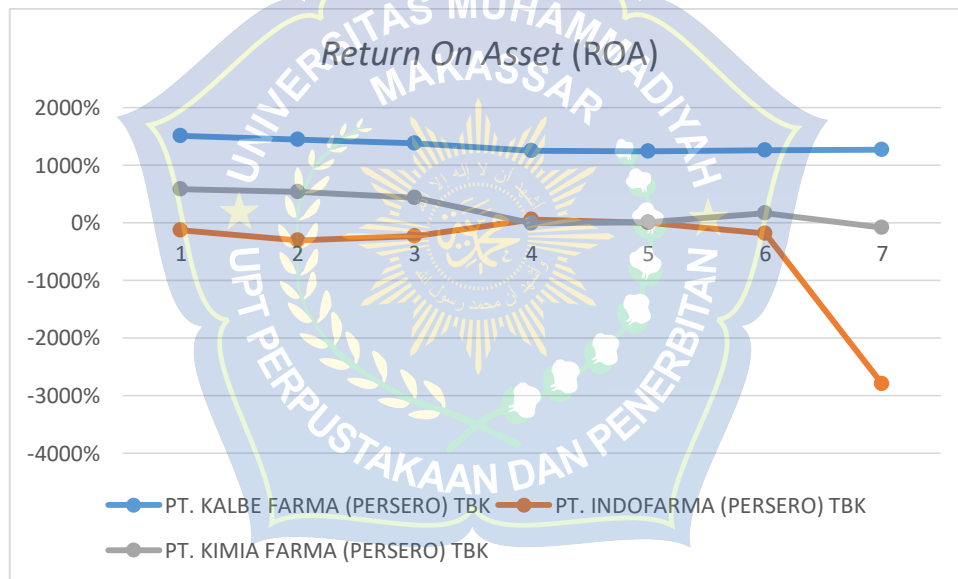 Return On Asset (ROA)
UNIVERSITAS MUHAMMADIYAH
MAKASSAR
2000%
1000%
0%
-1000%
-2000%
-3000%
-4000%
1 2 3 4 5 6 7
UPT PERPUSTAKAAN DAN PENERBITAN
PT. KALBE FARMA (PERSERO) TBK
PT. INDOFARMA (PERSERO) TBK
PT. KIMIA FARMA (PERSERO) TBK